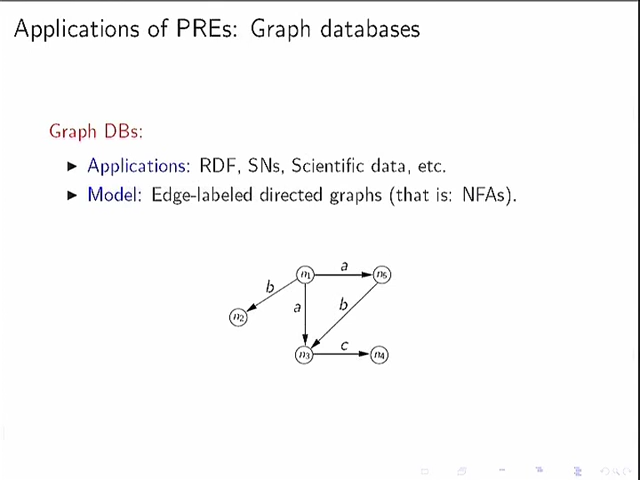 Applications of PREs: Graph databases
Graph DBs:
▶ Applications: RDF, SNs, Scientific data, etc.
▶ Model: Edge-labeled directed graphs (that is: NFAs).
n1 a n5
b
n2 a b
n3 c n4